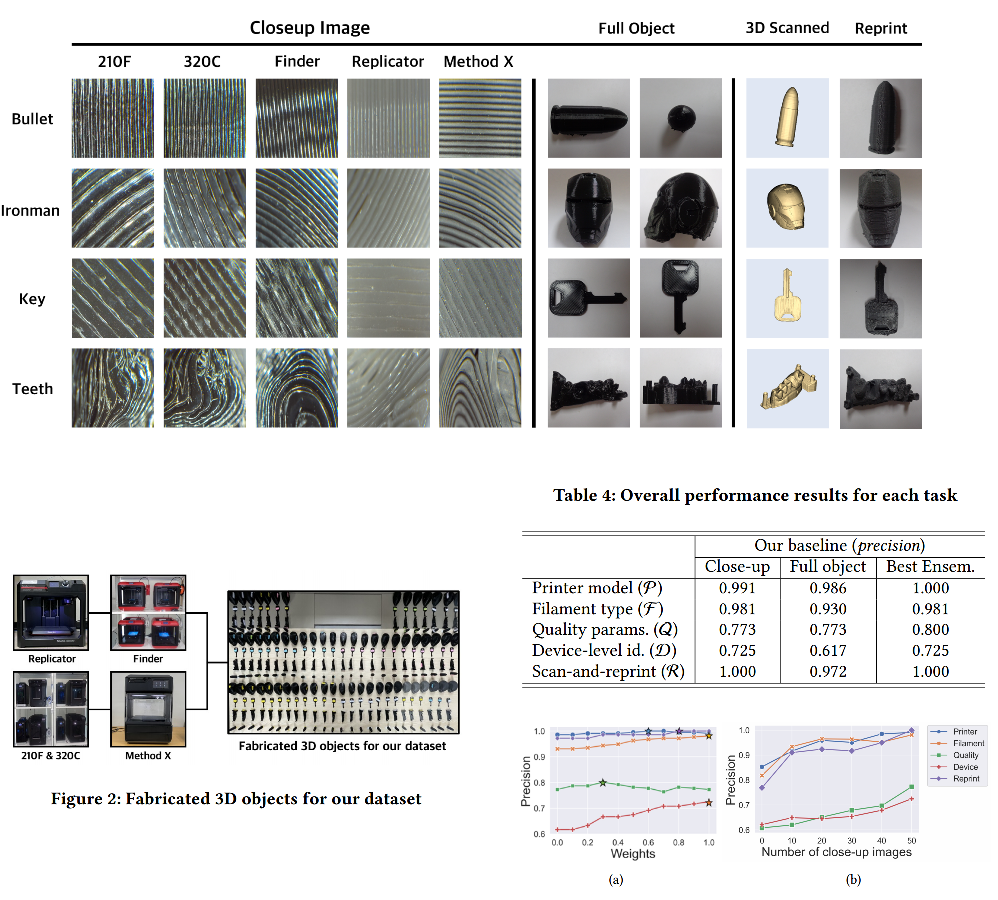 Closeup Image Full Object 3D Scanned Reprint
210F 320C Finder Replicator Method X
Bullet
Ironman
Key
Teeth
Replicator Finder
210F & 320C Method X
Fabricated 3D objects for our dataset
Figure 2: Fabricated 3D objects for our dataset
Table 4: Overall performance results for each task
Our baseline (precision)
Close-up Full object Best Ensem.
Printer model (𝒫) 0.991 0.986 1.000
Filament type (ℱ) 0.981 0.930 0.981
Quality params. (𝒬) 0.773 0.773 0.800
Device-level id. (𝒟) 0.725 0.617 0.725
Scan-and-reprint (ℛ) 1.000 0.972 1.000
Precision
1.0
0.9
0.8
0.7
0.6
0.0 0.2 0.4 0.6 0.8 1.0
Weights
(a)
Precision
1.0
0.9
0.8
0.7
0.6
0 10 20 30 40 50
Number of close-up images
(b)
Printer
Filament
Quality
Device
Reprint